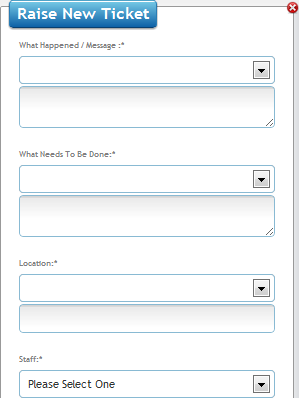 Raise New Ticket
What Happened / Message :*
What Needs To Be Done:*
Location:*
Staff:*
Please Select One